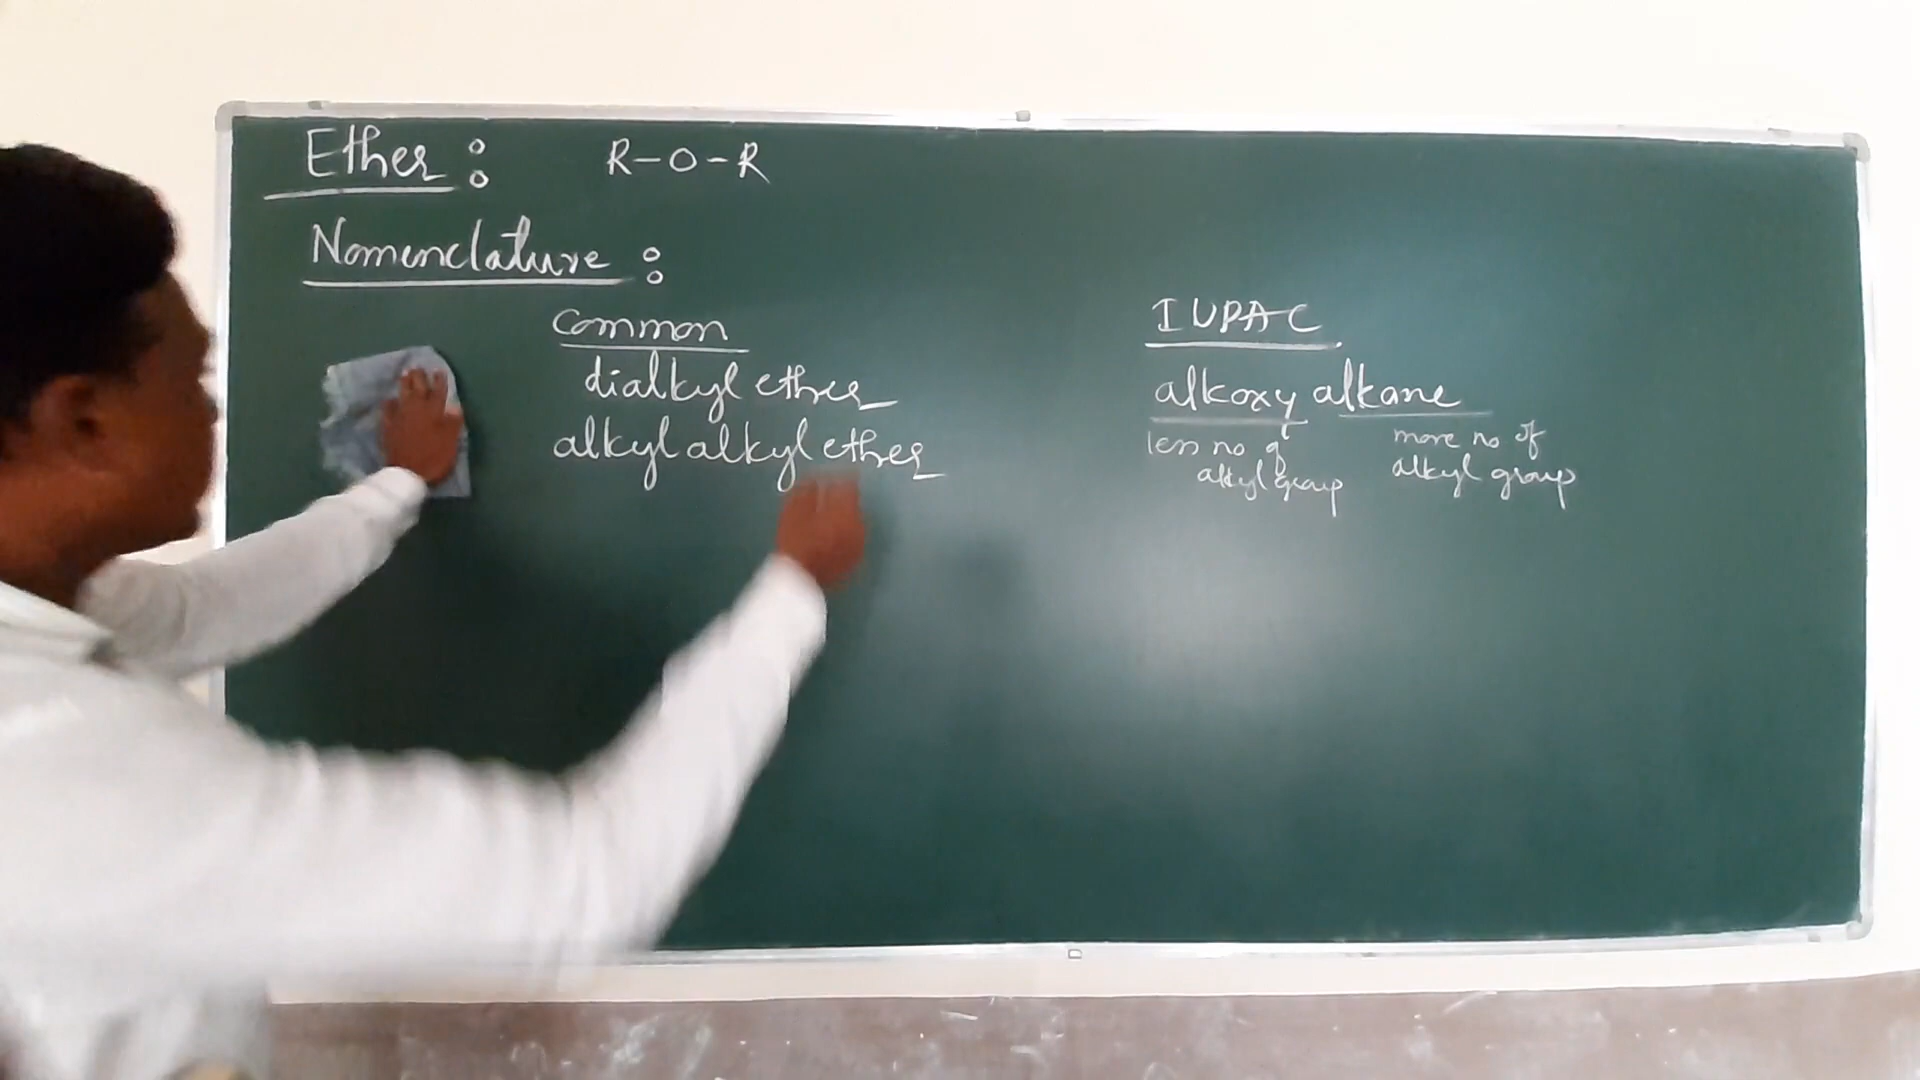 Ether : R-O-R
Nomenclature :
Common
dialkyl ether
alkyl alkyl ether
IUPAC
alkoxy alkane
less no of
alkyl group
more no of
alkyl group